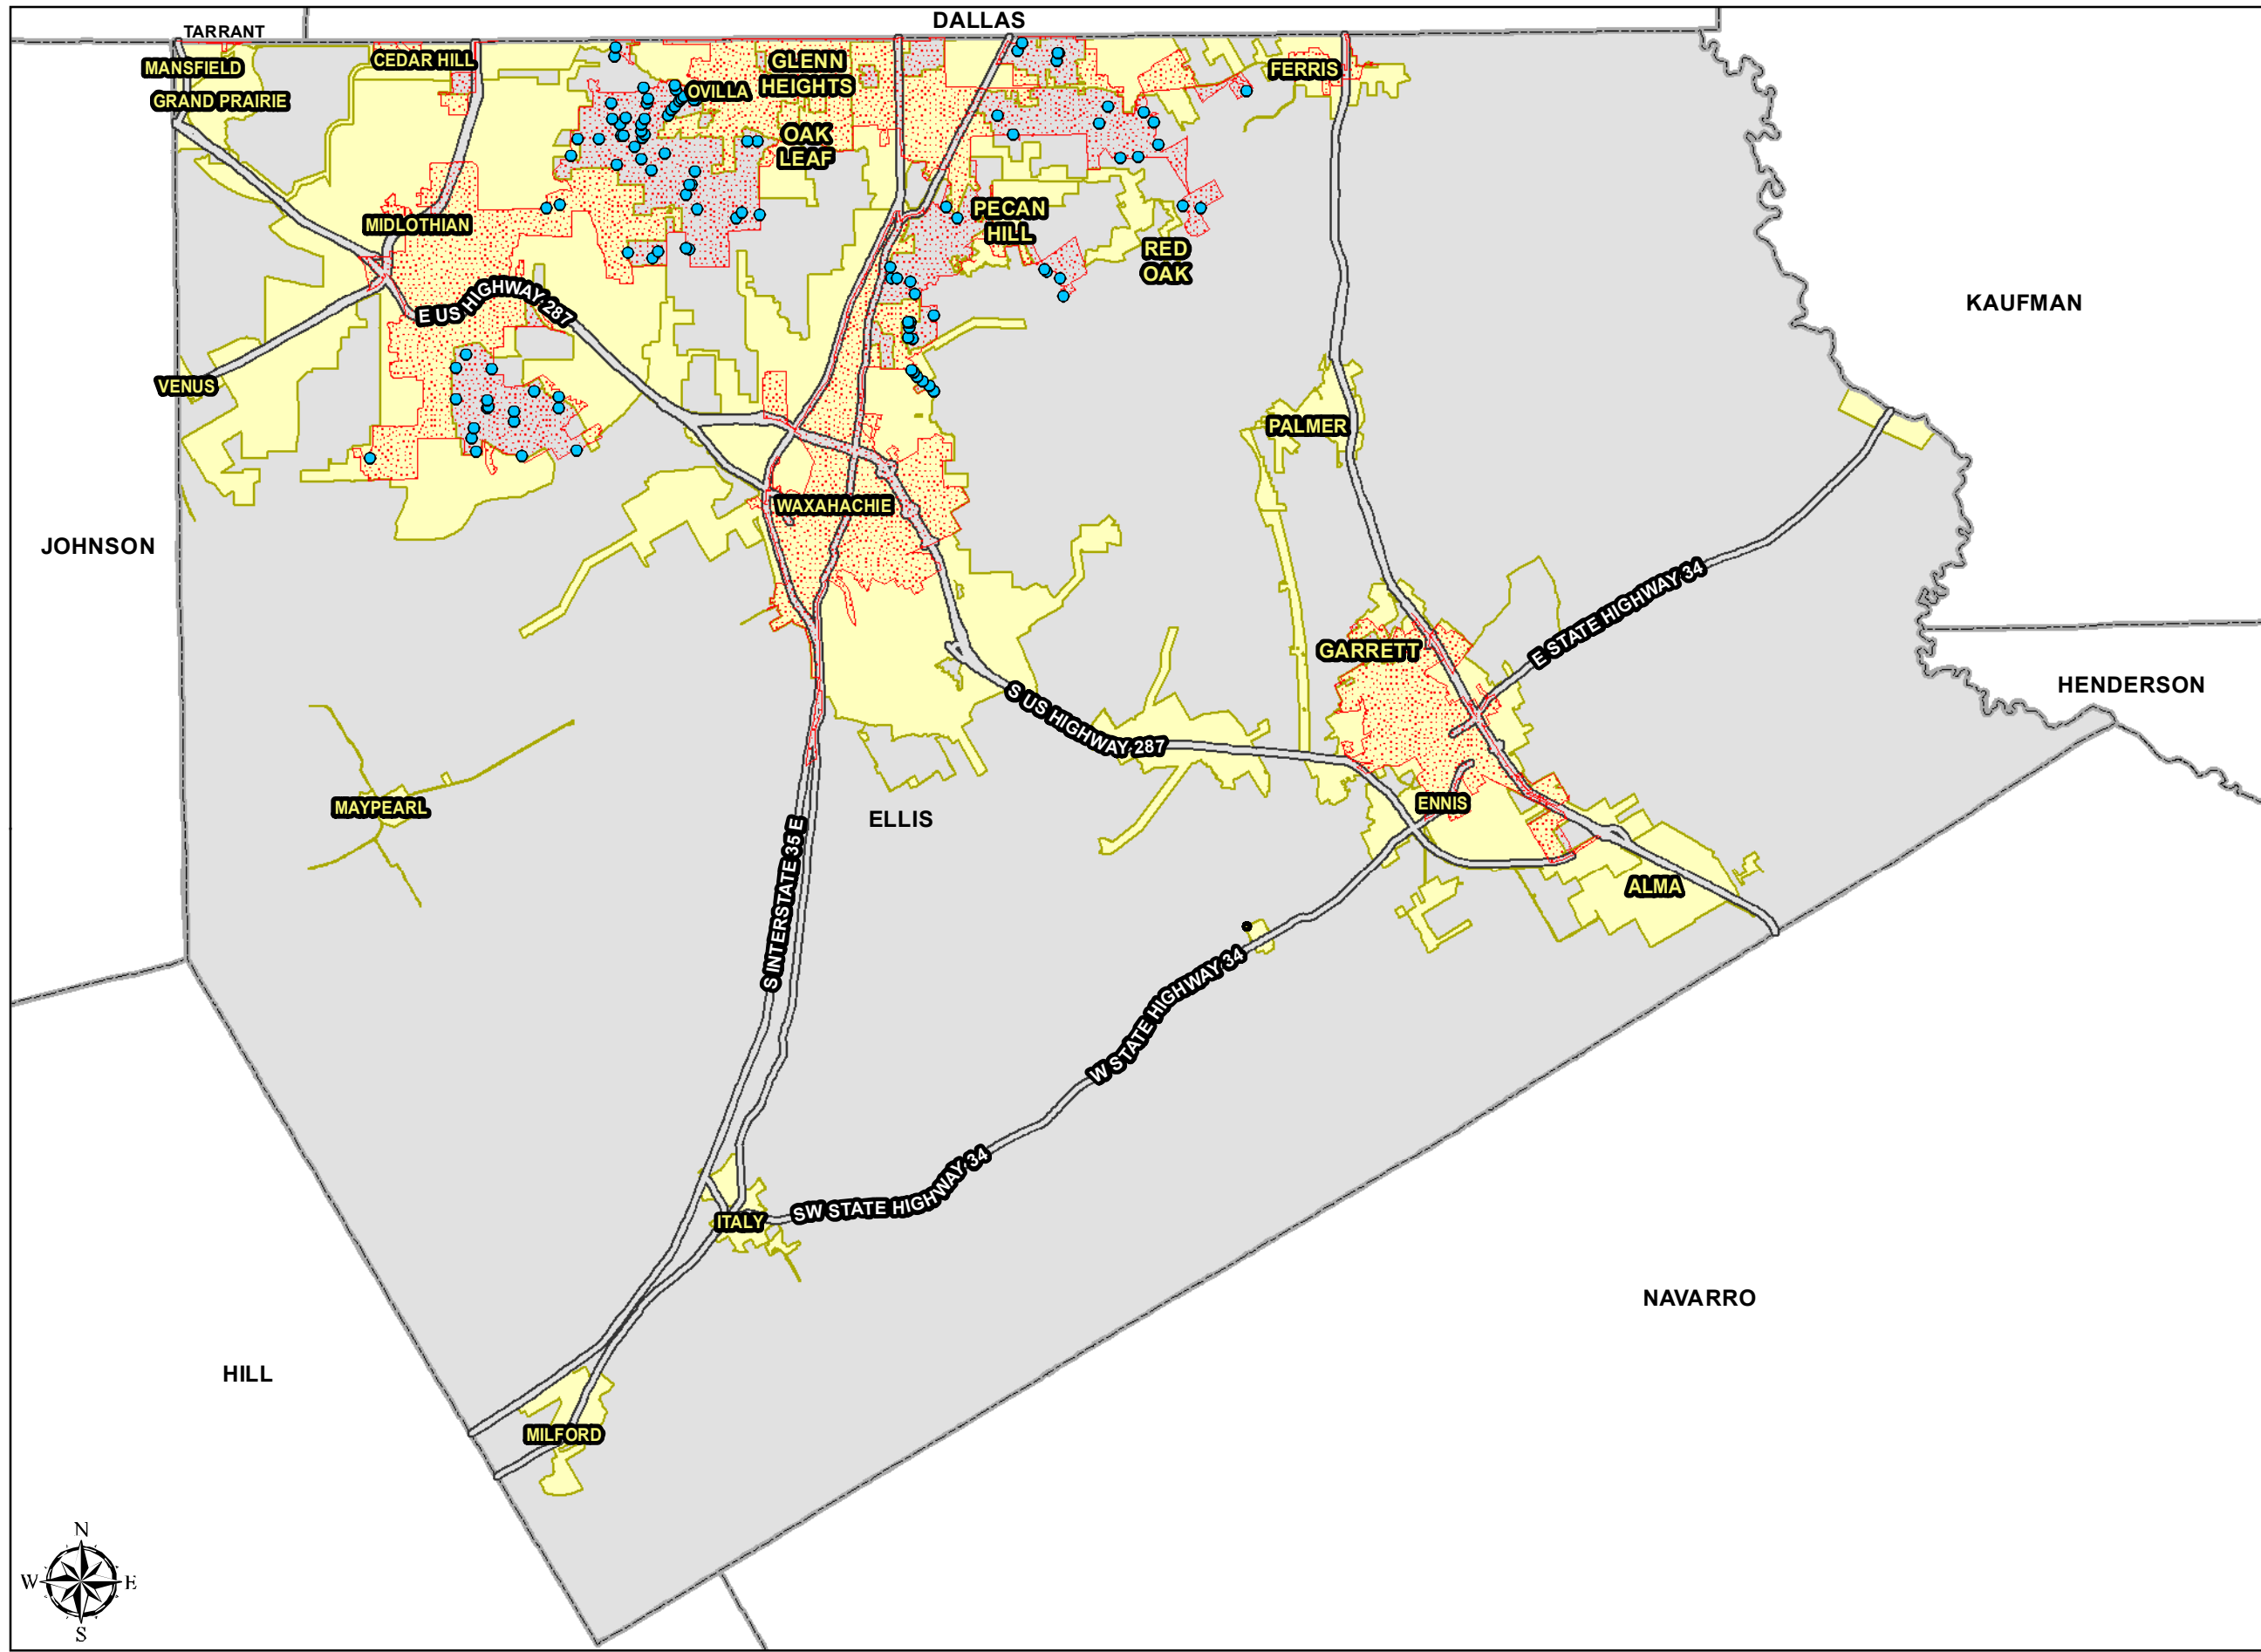 DALLAS
TARRANT
MANSFIELD
CEDAR HILL
GLENN
HEIGHTS
FERRIS
GRAND PRAIRIE
OVILLA
OAK
LEAF
MIDLOTHIAN
PECAN
HILL
RED
OAK
KAUFMAN
E US HIGHWAY 287
VENUS
PALMER
WAXAHACHIE
JOHNSON
E STATE HIGHWAY 34
GARRETT
HENDERSON
S US HIGHWAY 287
MAYPEARL
ELLIS
ENNIS
S INTERSTATE 35 E
ALMA
W STATE HIGHWAY 34
SW STATE HIGHWAY 34
ITALY
NAVARRO
HILL
MILFORD
N
W E
S